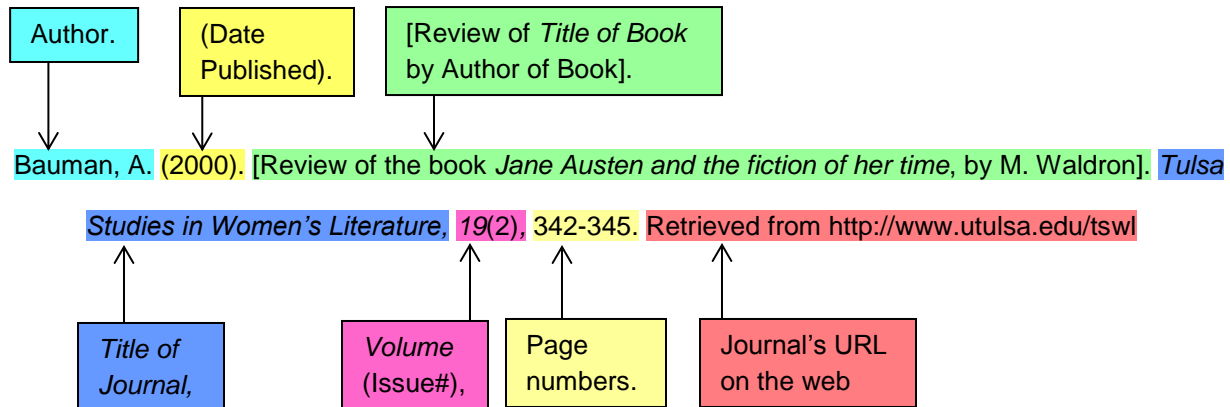 Author.
(Date
Published).
[Review of Title of Book
by Author of Book].
Bauman, A. (2000). [Review of the book Jane Austen and the fiction of her time, by M. Waldron]. Tulsa
Studies in Women’s Literature, 19(2), 342-345. Retrieved from http://www.utulsa.edu/tswl
Title of
Journal,
Volume
(Issue#),
Page
numbers.
Journal’s URL
on the web